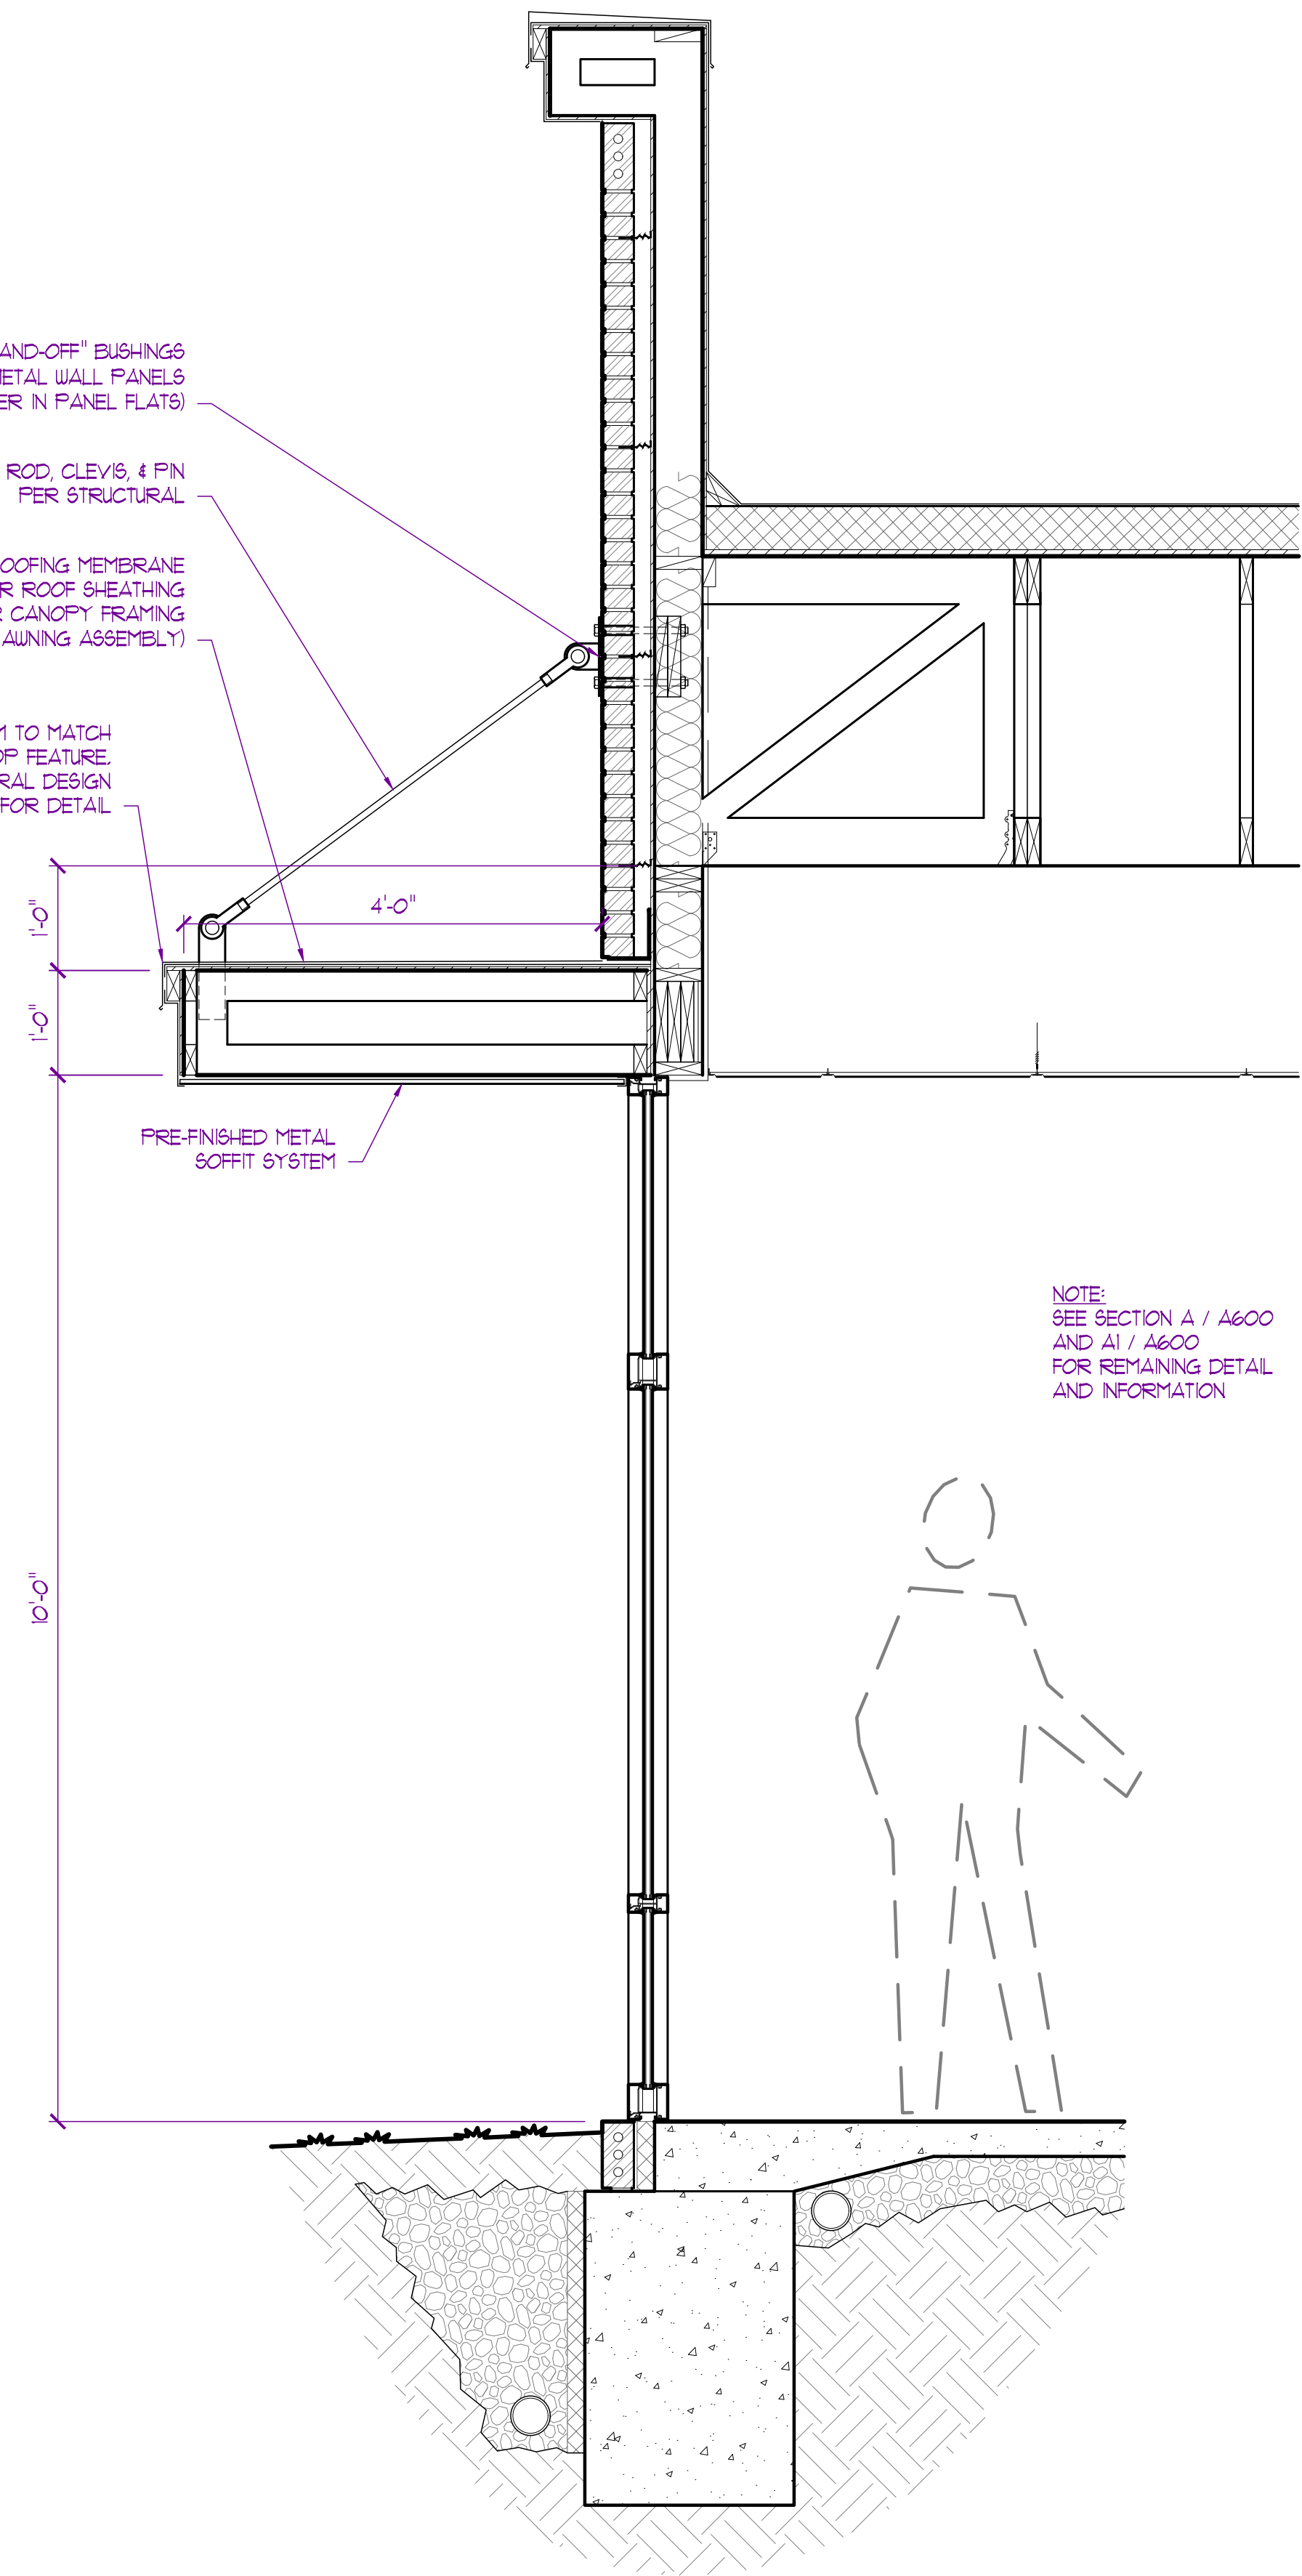 AND-OFF" BUSHINGS
METAL WALL PANELS
ER IN PANEL FLATS)
ROD, CLEVIS, & PIN
PER STRUCTURAL
OOFING MEMBRANE
R ROOF SHEATHING
R CANOPY FRAMING
AWNING ASSEMBLY)
M TO MATCH
OP FEATURE.
RAL DESIGN
FOR DETAIL
1'-0"
4'-0"
1'-0"
PRE-FINISHED METAL
SOFFIT SYSTEM
10'-0"
NOTE:
SEE SECTION A / A600
AND A1 / A600
FOR REMAINING DETAIL
AND INFORMATION